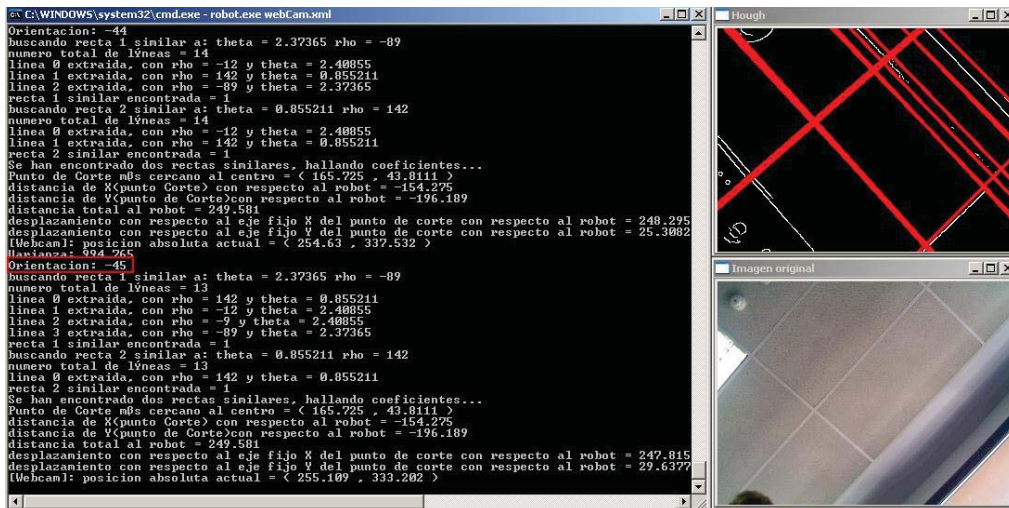 C:\WINDOWS\system32\cmd.exe - robot.exe webCam.xml
Orientacion: -44
buscando recta 1 similar a: theta = 2.37365 rho = -89
numero total de lýneas = 14
linea 0 extraida, con rho = -12 y theta = 2.40855
linea 1 extraida, con rho = 142 y theta = 0.855211
linea 2 extraida, con rho = -89 y theta = 2.37365
recta 1 similar encontrada = 1
buscando recta 2 similar a: theta = 0.855211 rho = 142
numero total de lýneas = 14
linea 0 extraida, con rho = -12 y theta = 2.40855
linea 1 extraida, con rho = 142 y theta = 0.855211
recta 2 similar encontrada = 1
Se han encontrado dos rectas similares, hallando coeficientes...
Punto de Corte mßs cercano al centro = ( 165.725 , 43.8111 )
distancia de X(punto Corte) con respecto al robot = -154.275
distancia de Y(punto de Corte)con respecto al robot = -196.189
distancia total al robot = 249.581
desplazamiento con respecto al eje fijo X del punto de corte con respecto al robot = 248.295
desplazamiento con respecto al eje fijo Y del punto de corte con respecto al robot = 25.3082
[Webcam]: posicion absoluta actual = ( 254.63 , 337.532 )
Varianza: 994.765
Orientacion: -45
buscando recta 1 similar a: theta = 2.37365 rho = -89
numero total de lýneas = 13
linea 0 extraida, con rho = 142 y theta = 0.855211
linea 1 extraida, con rho = -12 y theta = 2.40855
linea 2 extraida, con rho = -9 y theta = 2.40855
linea 3 extraida, con rho = -89 y theta = 2.37365
recta 1 similar encontrada = 1
buscando recta 2 similar a: theta = 0.855211 rho = 142
numero total de lýneas = 13
linea 0 extraida, con rho = 142 y theta = 0.855211
recta 2 similar encontrada = 1
Se han encontrado dos rectas similares, hallando coeficientes...
Punto de Corte mßs cercano al centro = ( 165.725 , 43.8111 )
distancia de X(punto Corte) con respecto al robot = -154.275
distancia de Y(punto de Corte)con respecto al robot = -196.189
distancia total al robot = 249.581
desplazamiento con respecto al eje fijo X del punto de corte con respecto al robot = 247.815
desplazamiento con respecto al eje fijo Y del punto de corte con respecto al robot = 29.6377
[Webcam]: posicion absoluta actual = ( 255.109 , 333.202 )
Hough
Imagen original